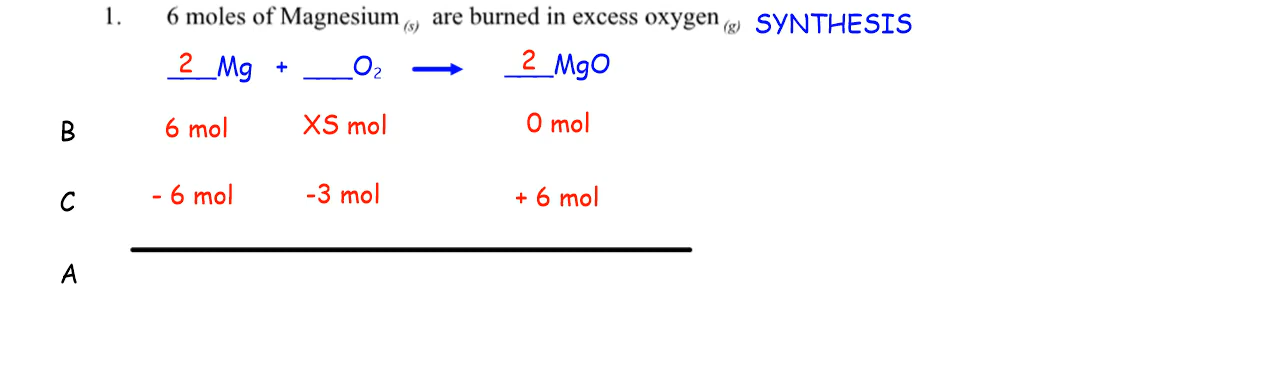 1. 6 moles of Magnesium (s) are burned in excess oxygen (g) SYNTHESIS
2 Mg + ___O₂ → 2 MgO
B 6 mol XS mol 0 mol
C - 6 mol -3 mol + 6 mol
A